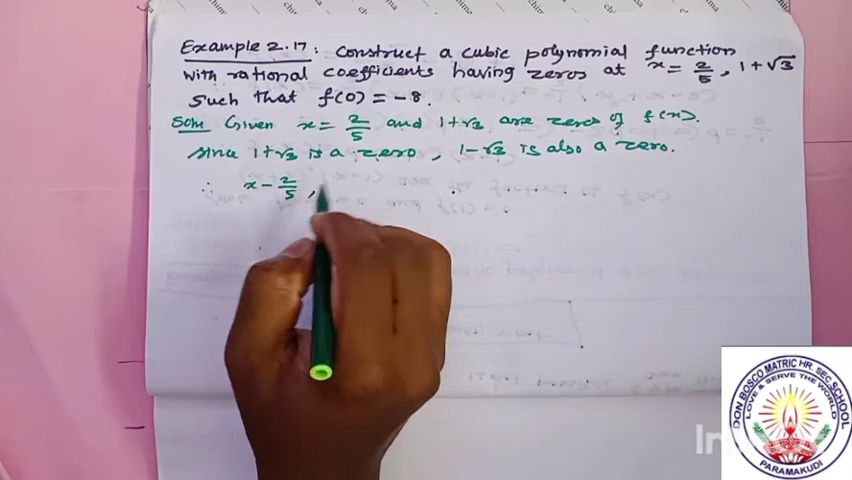 Example 2.17: Construct a cubic polynomial function
with rational coefficients having zeros at x = 2/5, 1+√3
such that f(0) = -8.
Soln Given x = 2/5 and 1+√3 are zeros of f(x).
Since 1+√3 is a zero, 1-√3 is also a zero.
∴ x - 2/5,
DON BOSCO MATRIC HR. SEC SCHOOL
LOVE & SERVE THE WORLD
PARAMAKUDI